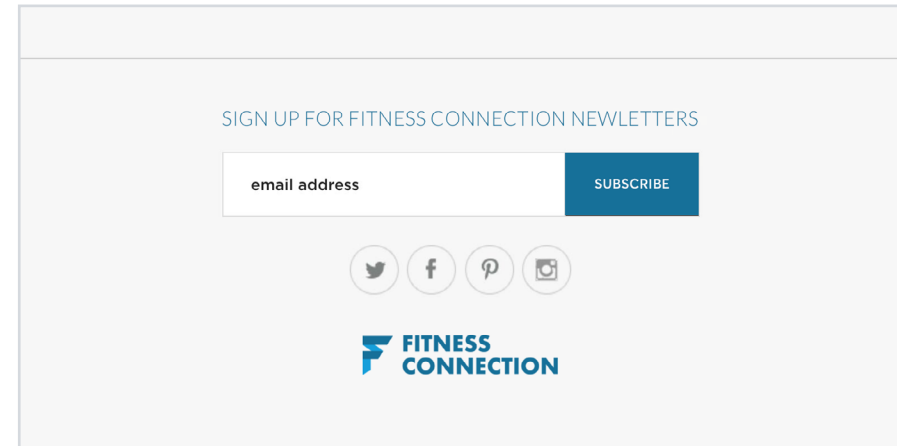 SIGN UP FOR FITNESS CONNECTION NEWLETTERS
email address
SUBSCRIBE
FITNESS
CONNECTION